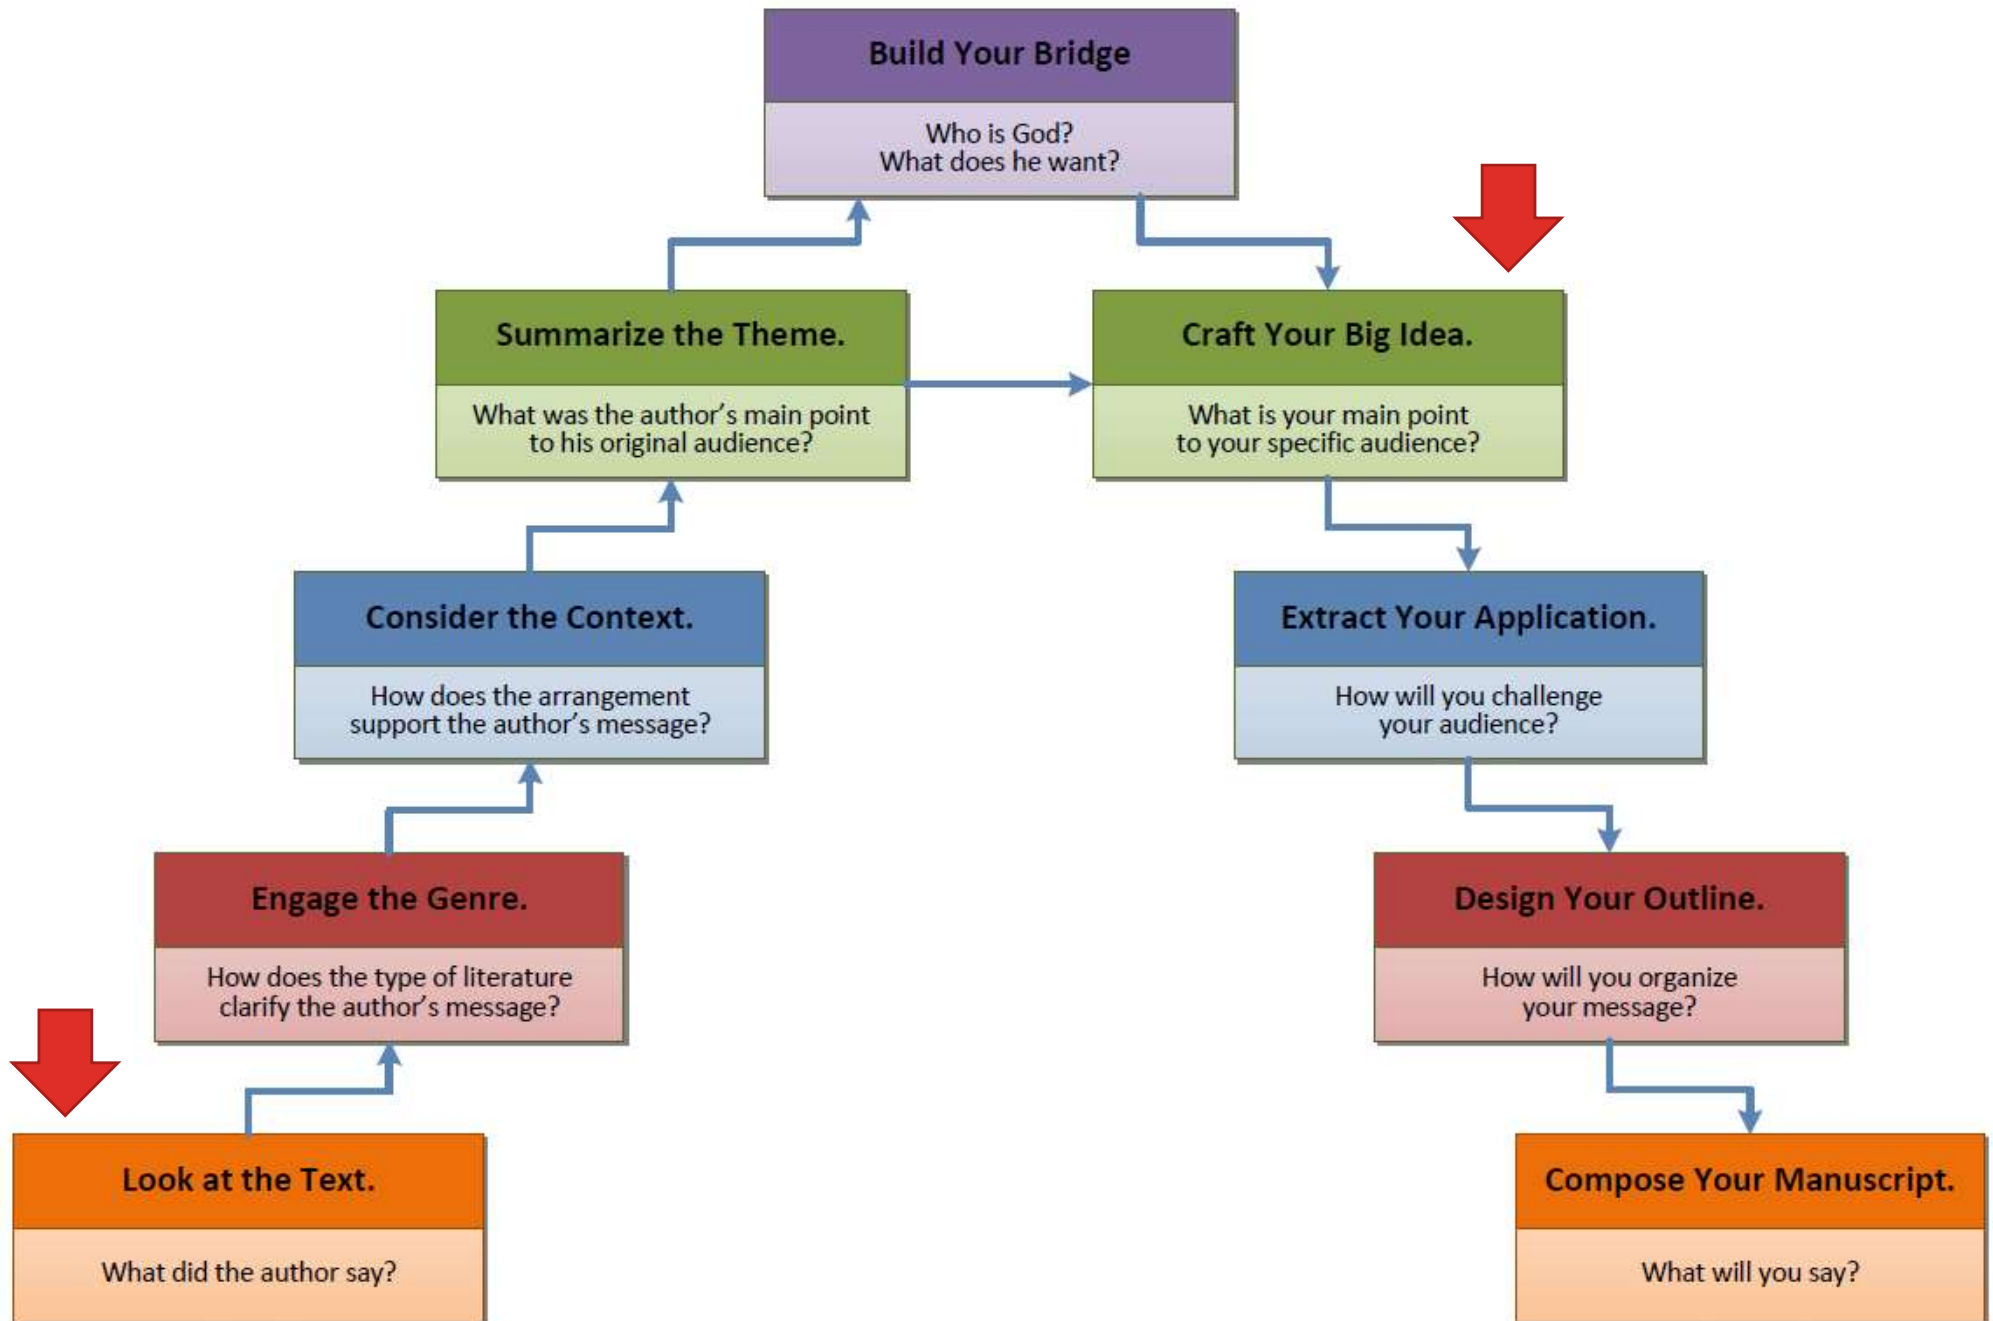 Build Your Bridge
Who is God?
What does he want?
Summarize the Theme.
What was the author's main point
to his original audience?
Craft Your Big Idea.
What is your main point
to your specific audience?
Consider the Context.
How does the arrangement
support the author's message?
Extract Your Application.
How will you challenge
your audience?
Engage the Genre.
How does the type of literature
clarify the author's message?
Design Your Outline.
How will you organize
your message?
Look at the Text.
What did the author say?
Compose Your Manuscript.
What will you say?